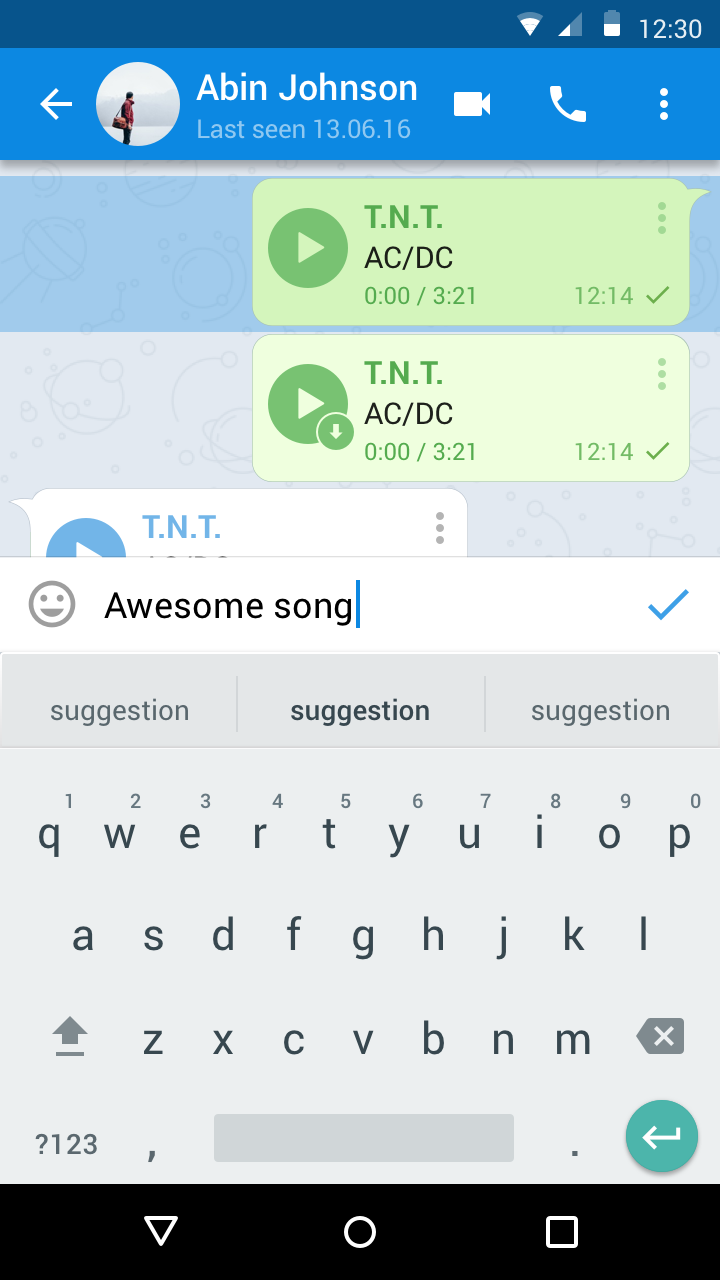 12:30
Abin Johnson
Last seen 13.06.16
T.N.T.
AC/DC
0:00 / 3:21 12:14
T.N.T.
AC/DC
0:00 / 3:21 12:14
T.N.T.
Awesome song
suggestion suggestion suggestion
1 2 3 4 5 6 7 8 9 0
q w e r t y u i o p
a s d f g h j k l
z x c v b n m
?123 , .